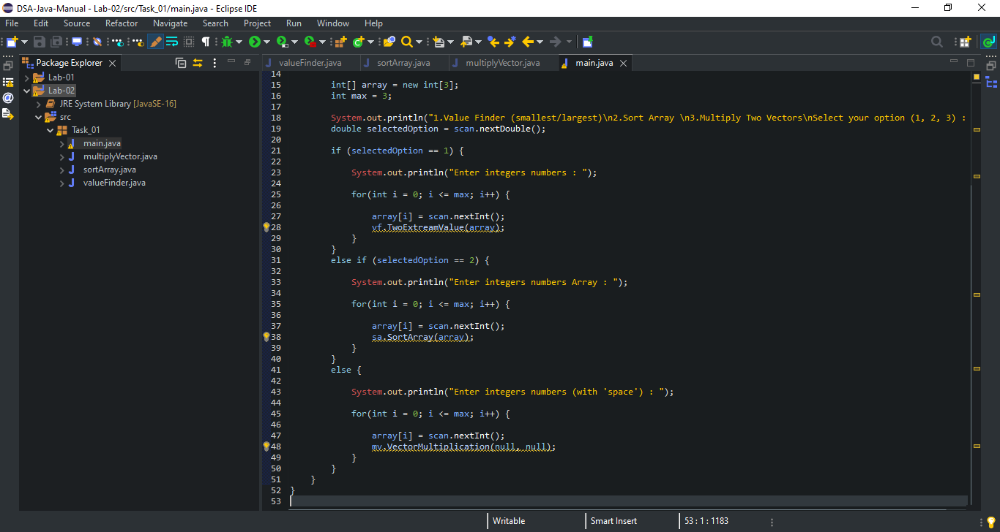 DSA-Java-Manual - Lab-02/src/Task_01/main.java - Eclipse IDE
File Edit Source Refactor Navigate Search Project Run Window Help
Package Explorer
valueFinder.java sortArray.java multiplyVector.java main.java
Lab-01
Lab-02
JRE System Library [JavaSE-16]
src
Task_01
main.java
multiplyVector.java
sortArray.java
valueFinder.java
14
15 int[] array = new int[3];
16 int max = 3;
17
18 System.out.println("1.Value Finder (smallest/largest)\n2.Sort Array \n3.Multiply Two Vectors\nSelect your option (1, 2, 3) :
19 double selectedOption = scan.nextDouble();
20
21 if (selectedOption == 1) {
22
23 System.out.println("Enter integers numbers : ");
24
25 for(int i = 0; i <= max; i++) {
26
27 array[i] = scan.nextInt();
28 vf.TwoExtreamValue(array);
29 }
30 }
31 else if (selectedOption == 2) {
32
33 System.out.println("Enter integers numbers Array : ");
34
35 for(int i = 0; i <= max; i++) {
36
37 array[i] = scan.nextInt();
38 sa.SortArray(array);
39 }
40 }
41 else {
42
43 System.out.println("Enter integers numbers (with 'space') : ");
44
45 for(int i = 0; i <= max; i++) {
46
47 array[i] = scan.nextInt();
48 mv.VectorMultiplication(null, null);
49 }
50 }
51 }
52 }
53
Writable Smart Insert 53 : 1 : 1183